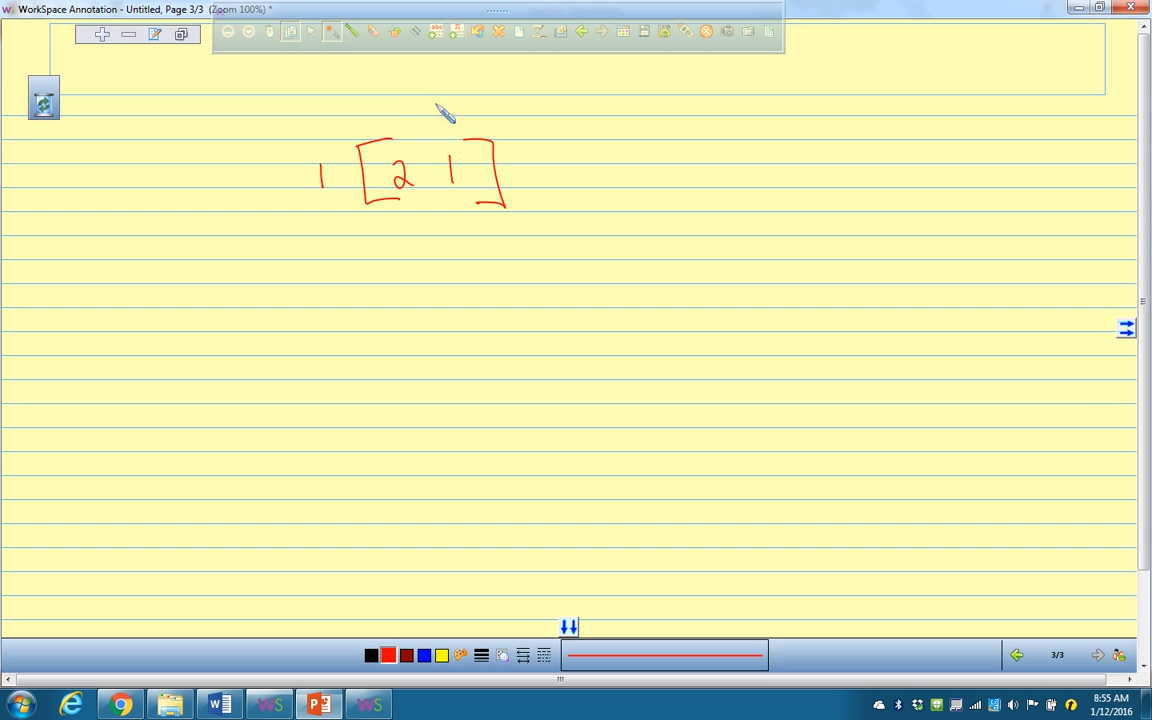 WorkSpace Annotation - Untitled, Page 3/3 (Zoom 100%) *
1 [2 1]
3/3
8:55 AM
1/12/2016